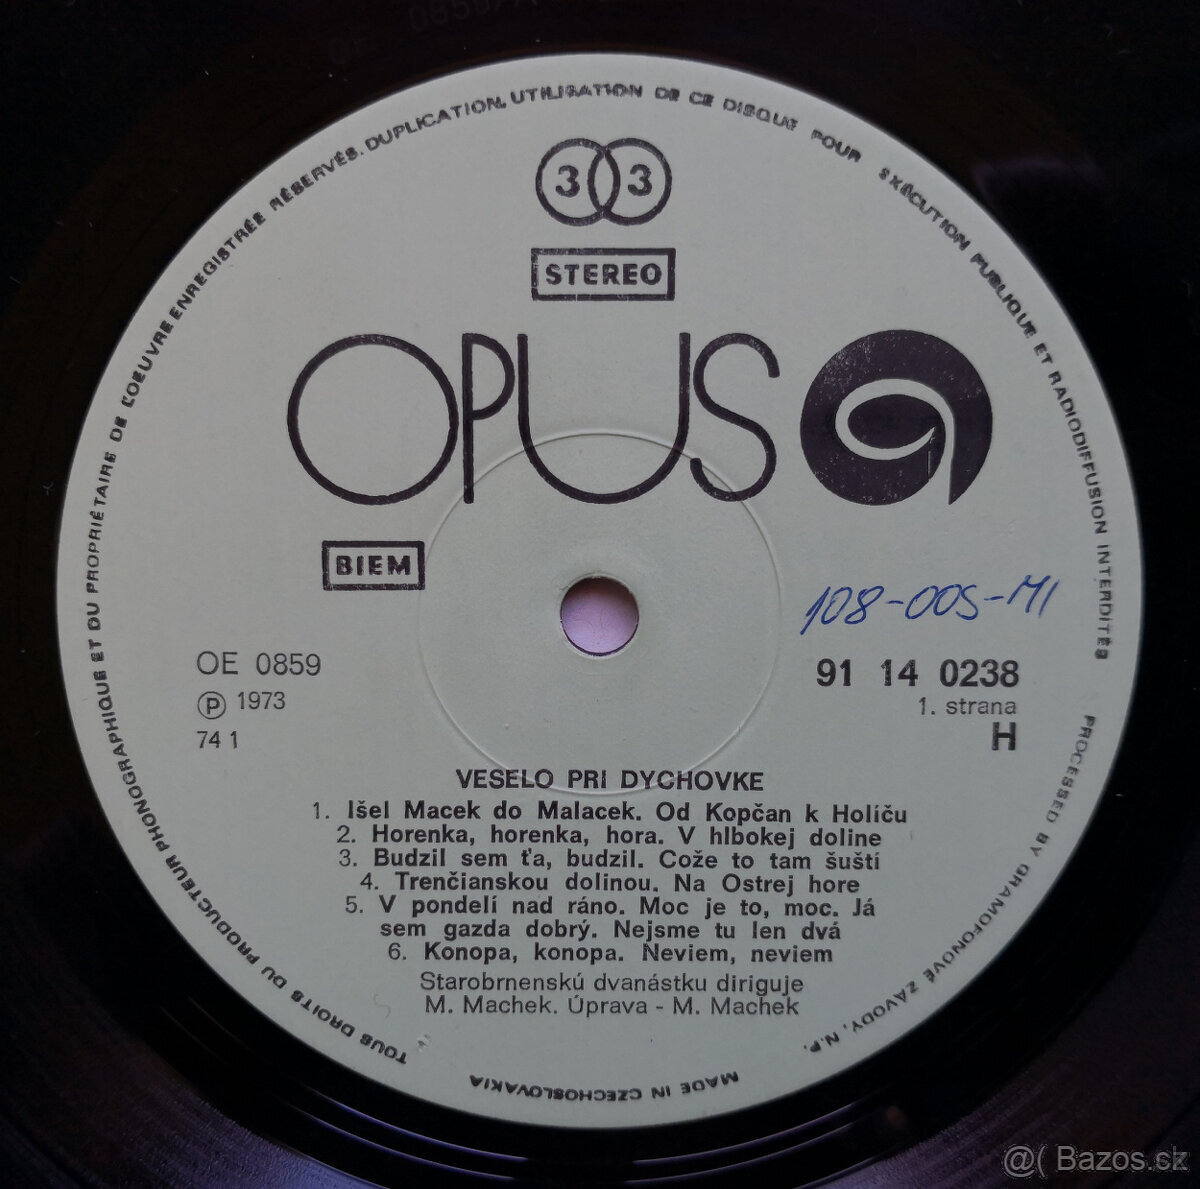 TOUS DROITS DU PRODUCTEUR PHONOGRAPHIQUE ET DU PROPRIÉTAIRE DE L'OEUVRE ENREGISTRÉE RÉSERVÉS. DUPLICATION, UTILISATION DE CE DISQUE POUR EXÉCUTION PUBLIQUE ET RADIODIFFUSION INTERDITES
33
STEREO
OPUS
BIEM
108-005-M1
OE 0859
℗ 1973
74 1
91 14 0238
1. strana
H
VESELO PRI DYCHOVKE
1. Išel Macek do Malacek. Od Kopčan k Holíču
2. Horenka, horenka, hora. V hlbokej doline
3. Budzil sem ťa, budzil. Cože to tam šuští
4. Trenčianskou dolinou. Na Ostrej hore
5. V pondelí nad ráno. Moc je to, moc. Já
sem gazda dobrý. Nejsme tu len dvá
6. Konopa, konopa. Neviem, neviem
Starobrnenskú dvanástku diriguje
M. Machek. Úprava - M. Machek
PROCESSED BY GRAMOFONOVÉ ZÁVODY, N.P.
MADE IN CZECHOSLOVAKIA
@( Bazos.sk